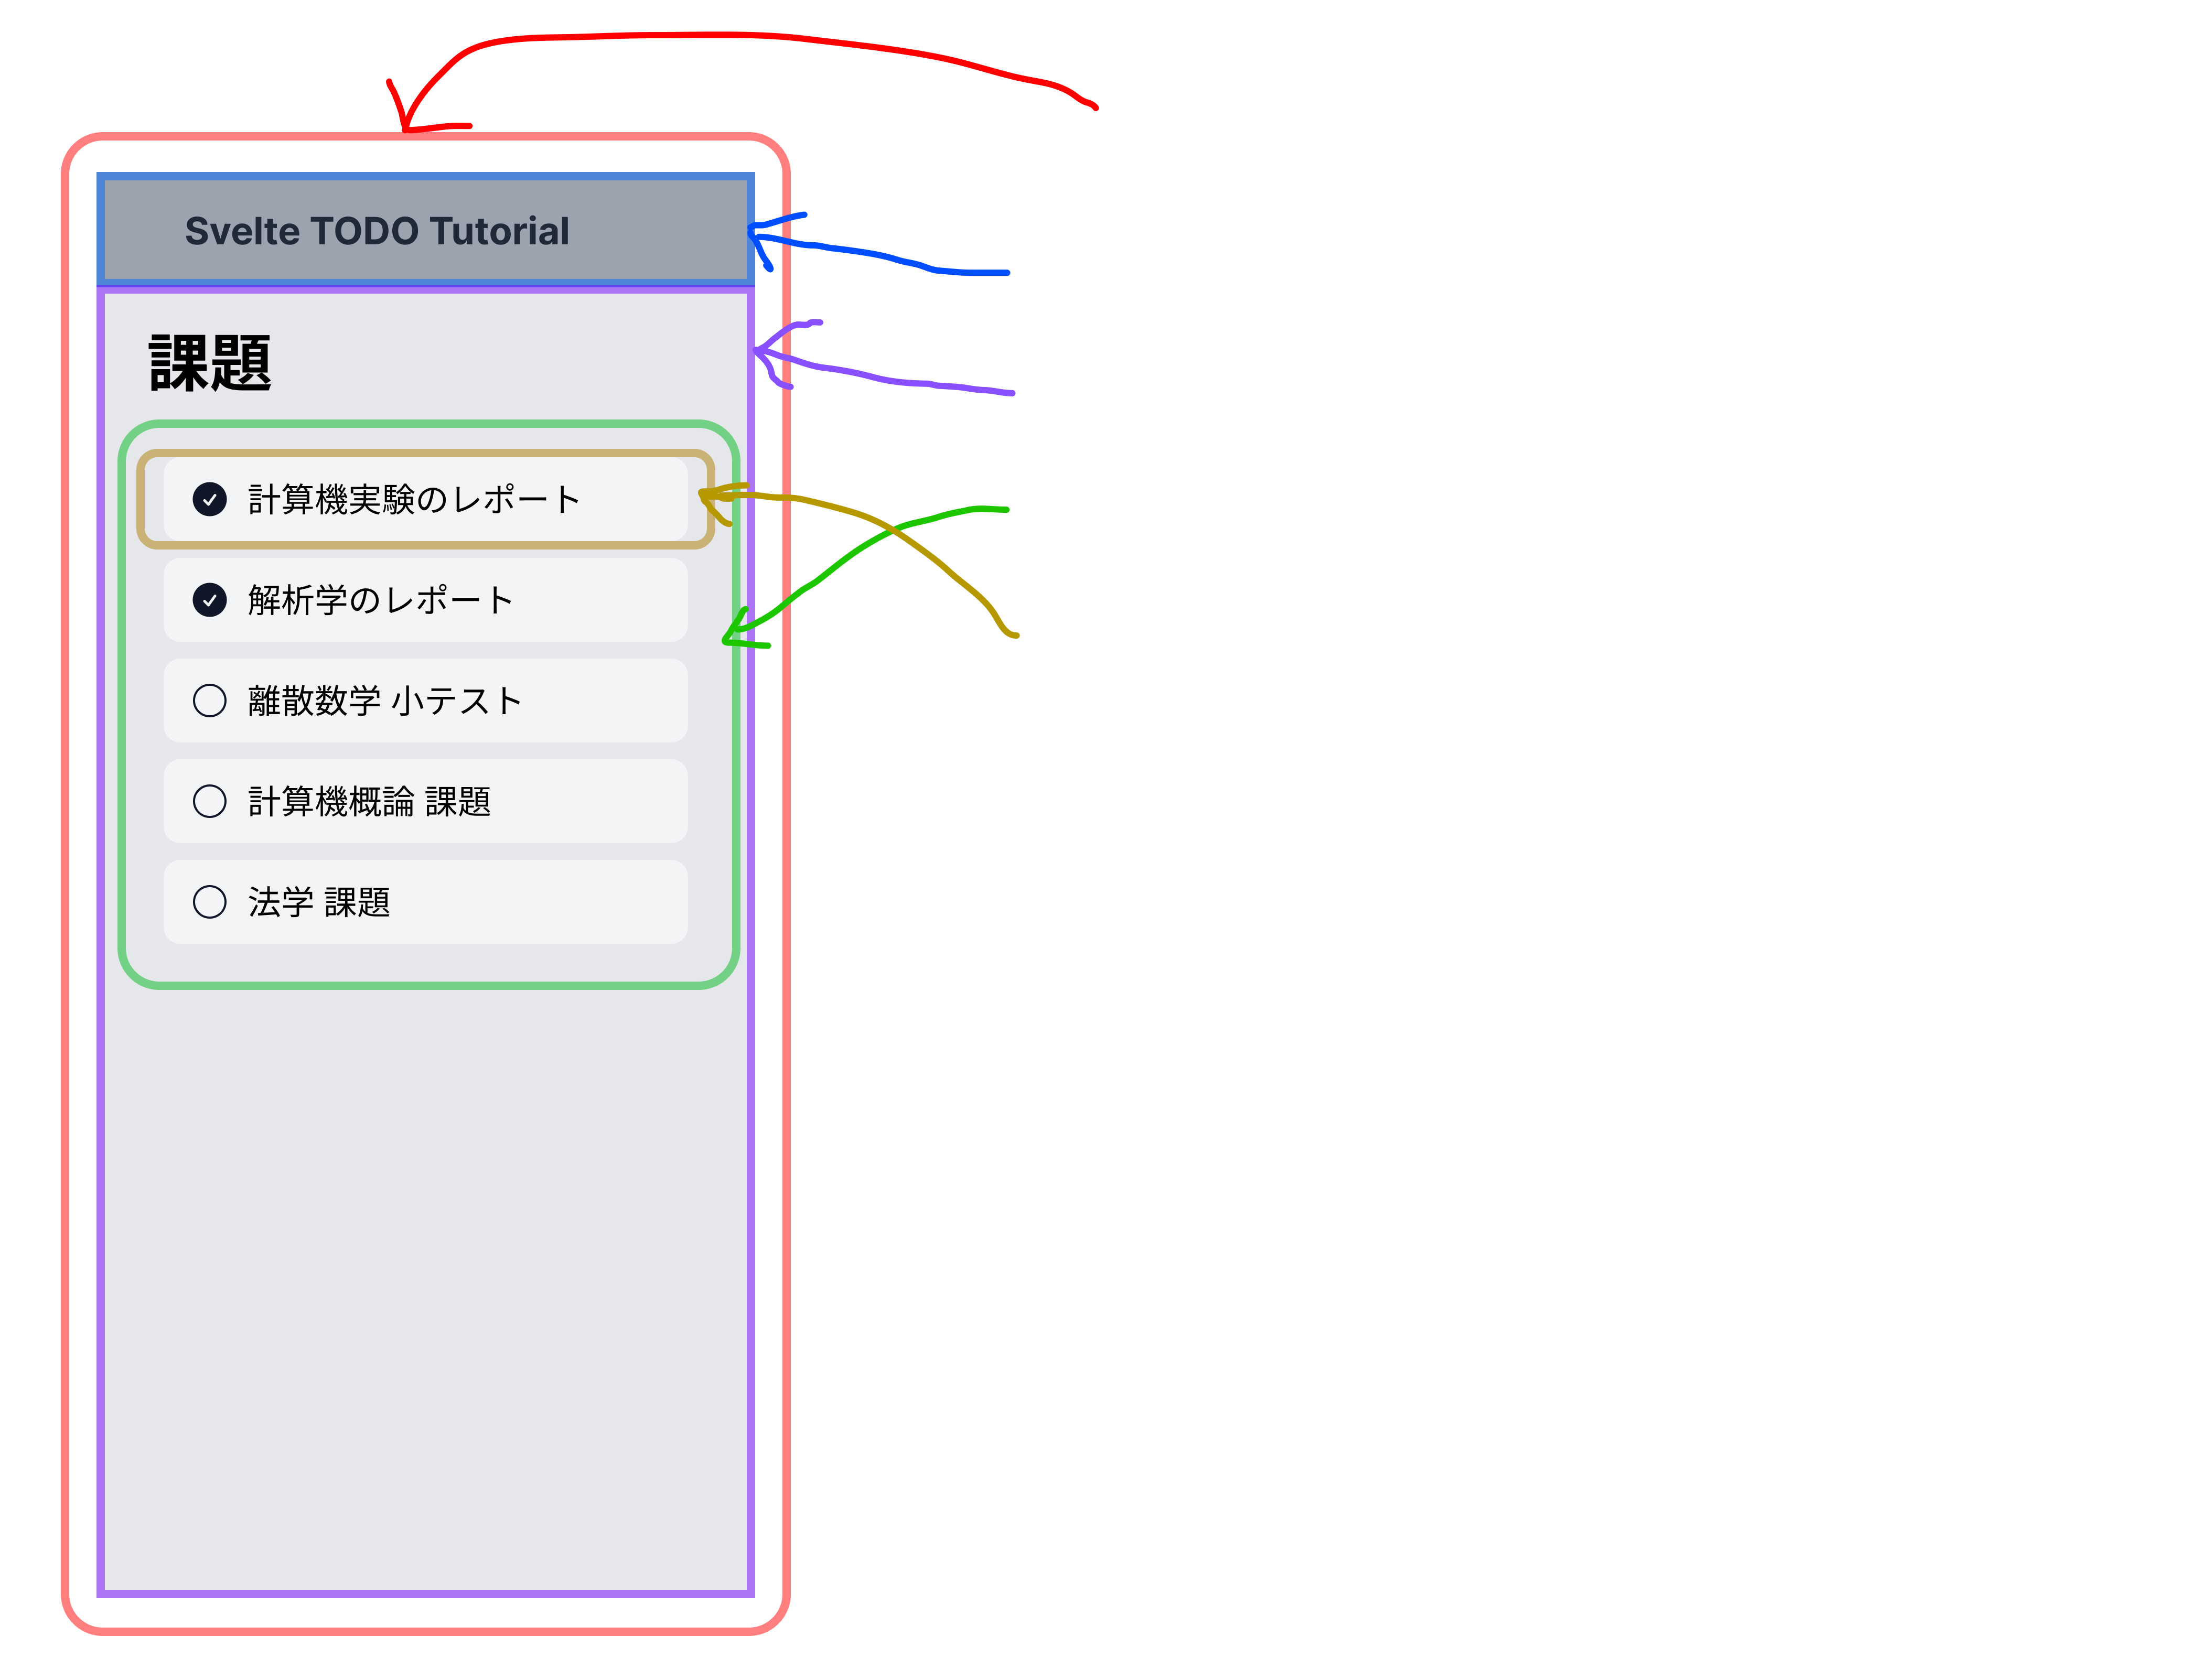 Svelte TODO Tutorial
課題
計算機実験のレポート
解析学のレポート
離散数学 小テスト
計算機概論 課題
法学 課題